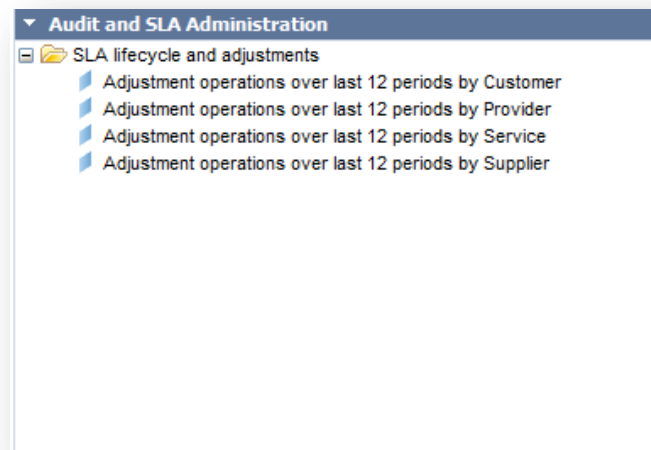 Audit and SLA Administration
SLA lifecycle and adjustments
Adjustment operations over last 12 periods by Customer
Adjustment operations over last 12 periods by Provider
Adjustment operations over last 12 periods by Service
Adjustment operations over last 12 periods by Supplier